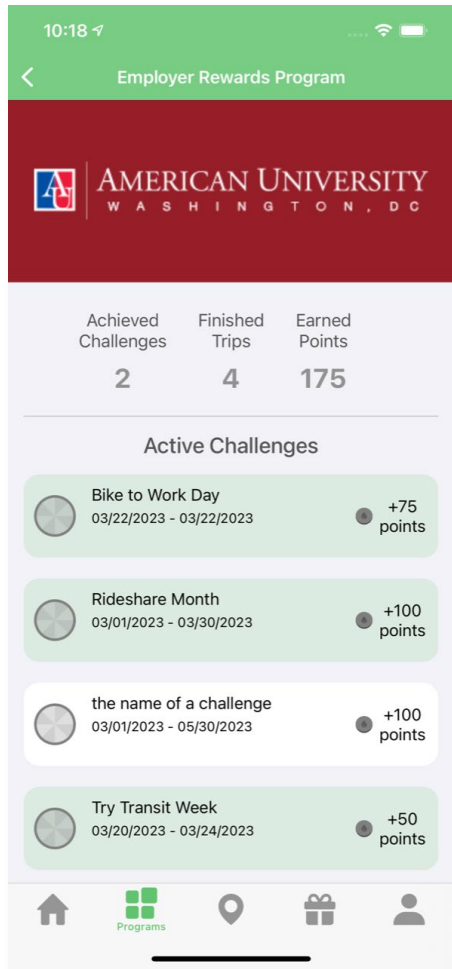 10:18
Employer Rewards Program
AU
AMERICAN UNIVERSITY
WASHINGTON, DC
Achieved Challenges
2
Finished Trips
4
Earned Points
175
Active Challenges
Bike to Work Day
03/22/2023 - 03/22/2023
+75
points
Rideshare Month
03/01/2023 - 03/30/2023
+100
points
the name of a challenge
03/01/2023 - 05/30/2023
+100
points
Try Transit Week
03/20/2023 - 03/24/2023
+50
points
Programs